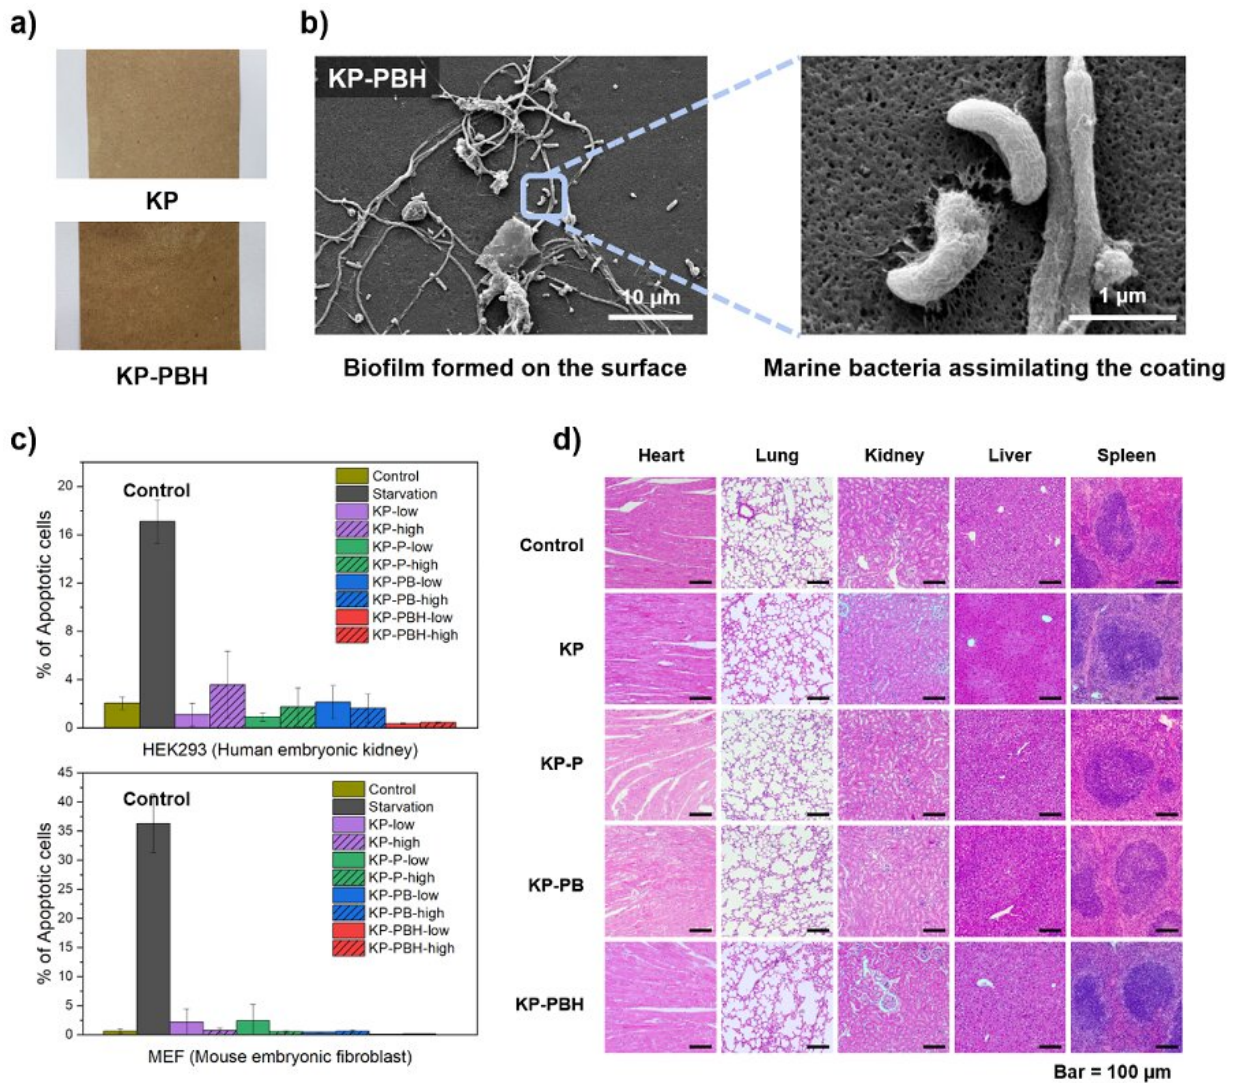 a)
KP
KP-PBH
b)
KP-PBH
10 μm
1 μm
Biofilm formed on the surface
Marine bacteria assimilating the coating
c)
% of Apoptotic cells
20
16
12
8
4
0
Control
Control
Starvation
KP-low
KP-high
KP-P-low
KP-P-high
KP-PB-low
KP-PB-high
KP-PBH-low
KP-PBH-high
HEK293 (Human embryonic kidney)
% of Apoptotic cells
45
40
35
30
25
20
15
10
5
0
Control
Control
Starvation
KP-low
KP-high
KP-P-low
KP-P-high
KP-PB-low
KP-PB-high
KP-PBH-low
KP-PBH-high
MEF (Mouse embryonic fibroblast)
d)
Heart Lung Kidney Liver Spleen
Control
KP
KP-P
KP-PB
KP-PBH
Bar = 100 μm